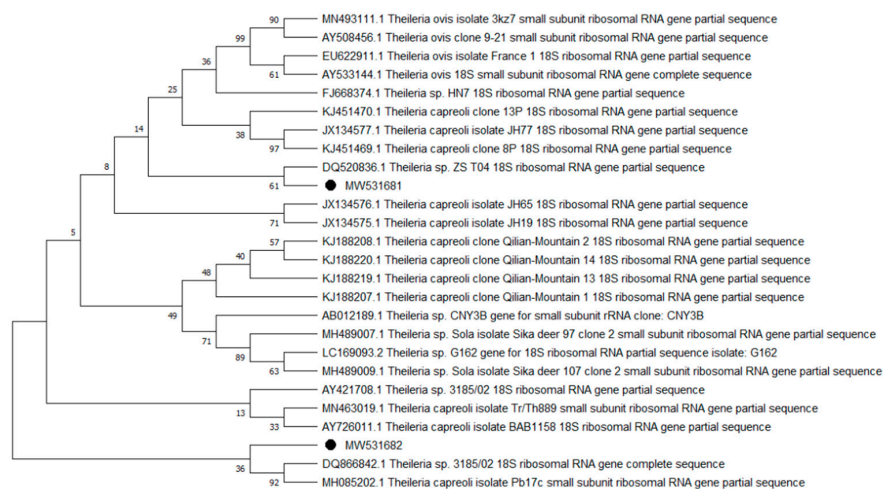 90 MN493111.1 Theileria ovis isolate 3kz7 small subunit ribosomal RNA gene partial sequence
99 AY508456.1 Theileria ovis clone 9-21 small subunit ribosomal RNA gene partial sequence
36 EU622911.1 Theileria ovis isolate France 1 18S ribosomal RNA gene partial sequence
61 AY533144.1 Theileria ovis 18S small subunit ribosomal RNA gene complete sequence
25 FJ668374.1 Theileria sp. HN7 18S ribosomal RNA gene partial sequence
KJ451470.1 Theileria capreoli clone 13P 18S ribosomal RNA gene partial sequence
14 38 JX134577.1 Theileria capreoli isolate JH77 18S ribosomal RNA gene partial sequence
97 KJ451469.1 Theileria capreoli clone 8P 18S ribosomal RNA gene partial sequence
8 DQ520836.1 Theileria sp. ZS T04 18S ribosomal RNA gene partial sequence
61 MW531681
JX134576.1 Theileria capreoli isolate JH65 18S ribosomal RNA gene partial sequence
71 JX134575.1 Theileria capreoli isolate JH19 18S ribosomal RNA gene partial sequence
5 57 KJ188208.1 Theileria capreoli clone Qilian-Mountain 2 18S ribosomal RNA gene partial sequence
40 KJ188220.1 Theileria capreoli clone Qilian-Mountain 14 18S ribosomal RNA gene partial sequence
48 KJ188219.1 Theileria capreoli clone Qilian-Mountain 13 18S ribosomal RNA gene partial sequence
KJ188207.1 Theileria capreoli clone Qilian-Mountain 1 18S ribosomal RNA gene partial sequence
49 AB012189.1 Theileria sp. CNY3B gene for small subunit rRNA clone: CNY3B
71 MH489007.1 Theileria sp. Sola isolate Sika deer 97 clone 2 small subunit ribosomal RNA gene partial sequence
89 LC169093.2 Theileria sp. G162 gene for 18S ribosomal RNA partial sequence isolate: G162
63 MH489009.1 Theileria sp. Sola isolate Sika deer 107 clone 2 small subunit ribosomal RNA gene partial sequence
AY421708.1 Theileria sp. 3185/02 18S ribosomal RNA gene partial sequence
13 MN463019.1 Theileria capreoli isolate Tr/Th889 small subunit ribosomal RNA gene partial sequence
33 AY726011.1 Theileria capreoli isolate BAB1158 18S ribosomal RNA gene partial sequence
MW531682
36 DQ866842.1 Theileria sp. 3185/02 18S ribosomal RNA gene complete sequence
92 MH085202.1 Theileria capreoli isolate Pb17c small subunit ribosomal RNA gene partial sequence